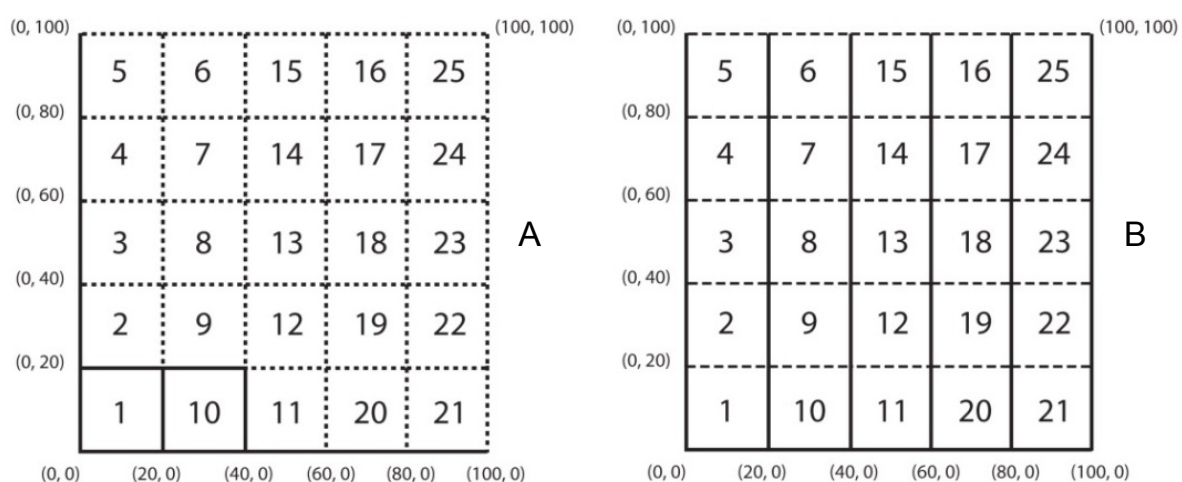 (0, 100) (100, 100) (0, 100) (100, 100)
5 6 15 16 25 5 6 15 16 25
(0, 80) (0, 80)
4 7 14 17 24 4 7 14 17 24
(0, 60) (0, 60)
3 8 13 18 23 A 3 8 13 18 23 B
(0, 40) (0, 40)
2 9 12 19 22 2 9 12 19 22
(0, 20) (0, 20)
1 10 11 20 21 1 10 11 20 21
(0, 0) (20, 0) (40, 0) (60, 0) (80, 0) (100, 0) (0, 0) (20, 0) (40, 0) (60, 0) (80, 0) (100, 0)